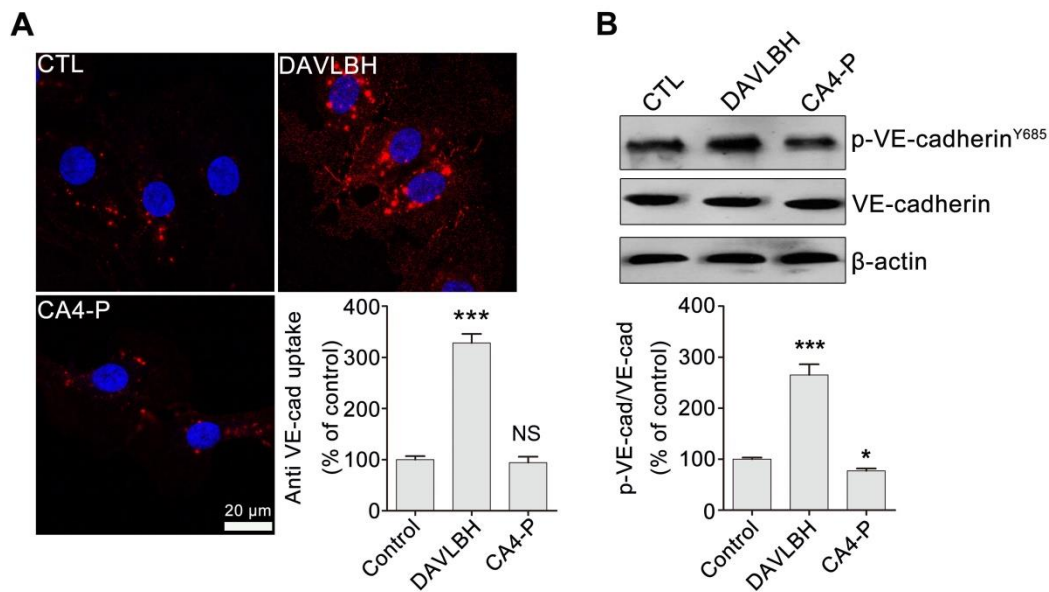 A
CTL
DAVLBH
CA4-P
20 µm
Anti VE-cad uptake
(% of control)
400
300
200
100
0
***
NS
Control
DAVLBH
CA4-P
B
CTL
DAVLBH
CA4-P
p-VE-cadherinY685
VE-cadherin
β-actin
p-VE-cad/VE-cad
(% of control)
400
300
200
100
0
***
*
Control
DAVLBH
CA4-P